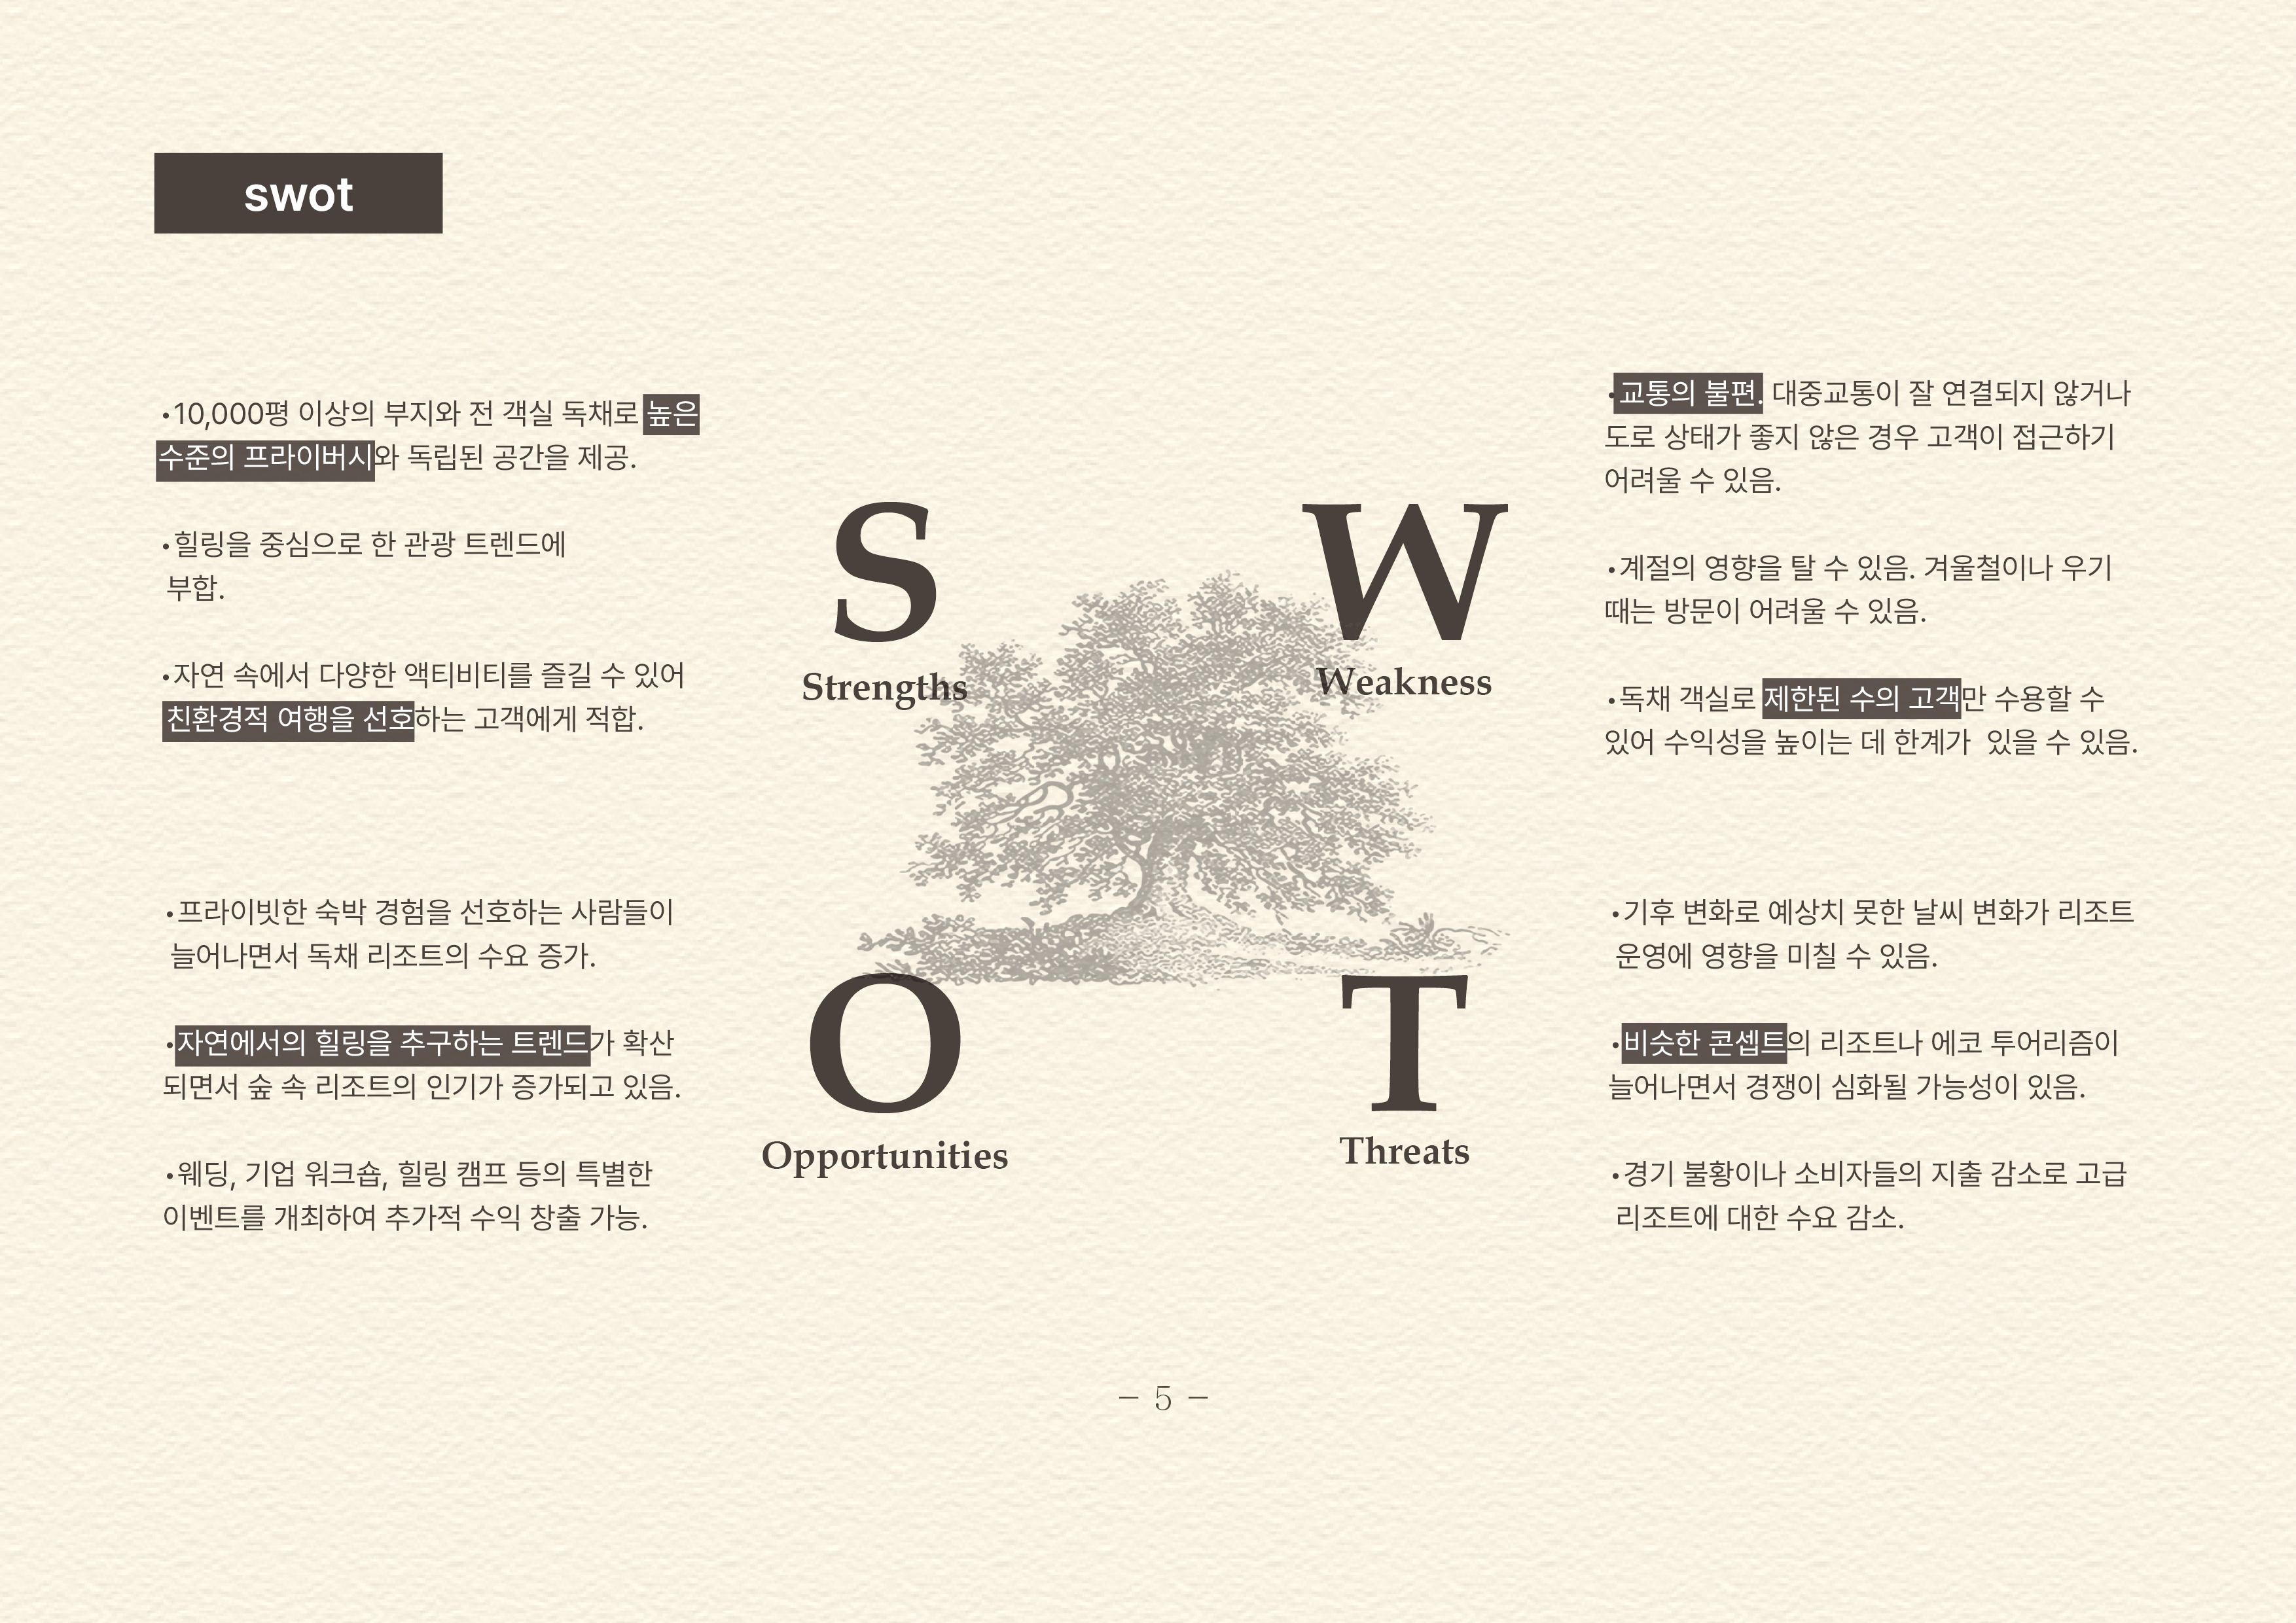 swot
•10,000평 이상의 부지와 전 객실 독채로 높은
수준의 프라이버시와 독립된 공간을 제공.
•힐링을 중심으로 한 관광 트렌드에
부합.
•자연 속에서 다양한 액티비티를 즐길 수 있어
친환경적 여행을 선호하는 고객에게 적합.
S
Strengths
W
Weakness
•교통의 불편. 대중교통이 잘 연결되지 않거나
도로 상태가 좋지 않은 경우 고객이 접근하기
어려울 수 있음.
•계절의 영향을 탈 수 있음. 겨울철이나 우기
때는 방문이 어려울 수 있음.
•독채 객실로 제한된 수의 고객만 수용할 수
있어 수익성을 높이는 데 한계가 있을 수 있음.
•프라이빗한 숙박 경험을 선호하는 사람들이
늘어나면서 독채 리조트의 수요 증가.
•자연에서의 힐링을 추구하는 트렌드가 확산
되면서 숲 속 리조트의 인기가 증가되고 있음.
•웨딩, 기업 워크숍, 힐링 캠프 등의 특별한
이벤트를 개최하여 추가적 수익 창출 가능.
O
Opportunities
T
Threats
•기후 변화로 예상치 못한 날씨 변화가 리조트
운영에 영향을 미칠 수 있음.
•비슷한 콘셉트의 리조트나 에코 투어리즘이
늘어나면서 경쟁이 심화될 가능성이 있음.
•경기 불황이나 소비자들의 지출 감소로 고급
리조트에 대한 수요 감소.
- 5 -